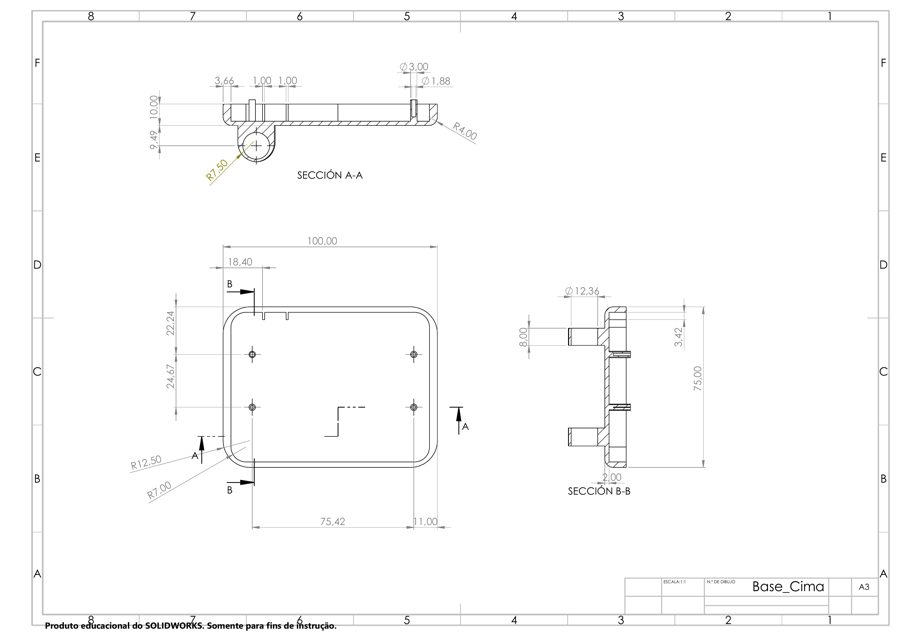 8 7 6 5 4 3 2 1
F F
∅3,00
3,66 1,00 1,00 ∅1,88
10,00
R4,00
9,49
E E
R7,50
SECCIÓN A-A
100,00
D 18,40 D
B ∅12,36
22,24
8,00 3,42
C C
24,67 75,00
A
A
R12,50
B B
R7,00 B 2,00
SECCIÓN B-B
75,42 11,00
A A
ESCALA:1:1 N.º DE DIBUJO
Base_Cima A3
8 7 6 5 4 3 2 1
Produto educacional do SOLIDWORKS. Somente para fins de instrução.